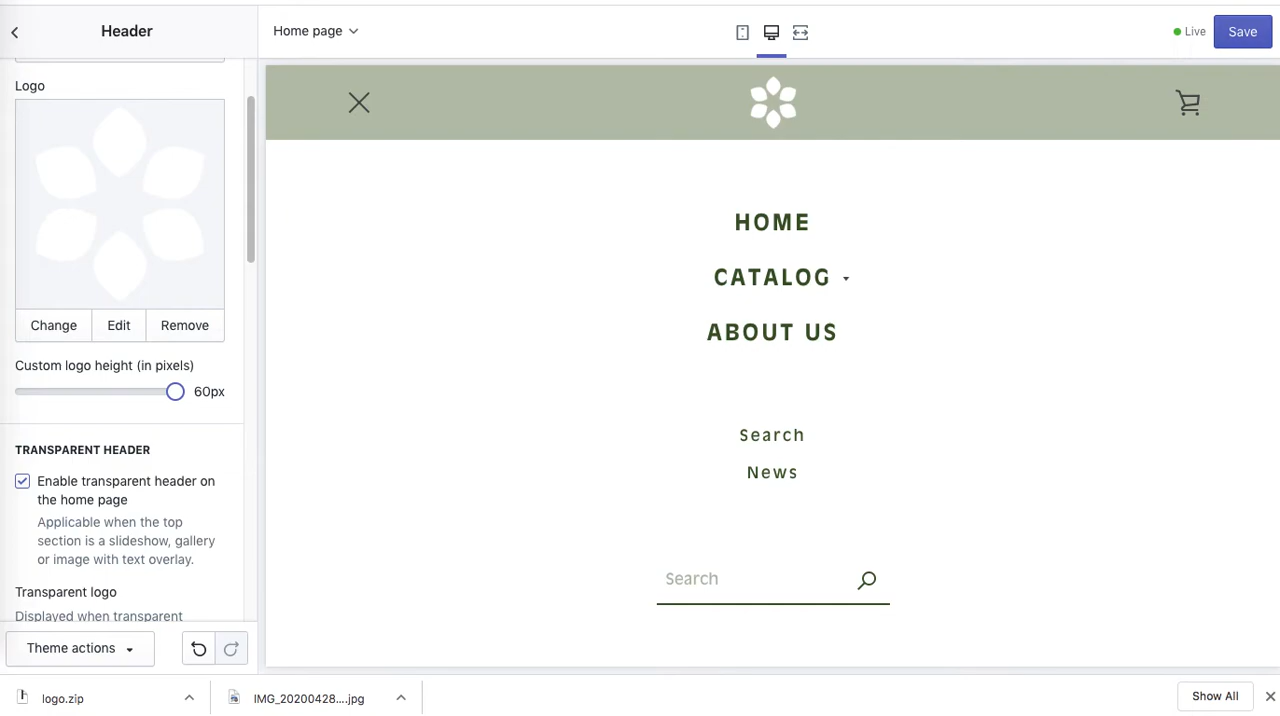 Header
Home page
Live
Save
Logo
Change
Edit
Remove
Custom logo height (in pixels)
60px
TRANSPARENT HEADER
Enable transparent header on
the home page
Applicable when the top
section is a slideshow, gallery
or image with text overlay.
Transparent logo
Displayed when transparent
Theme actions
HOME
CATALOG
ABOUT US
Search
News
Search
logo.zip
IMG_20200428....jpg
Show All